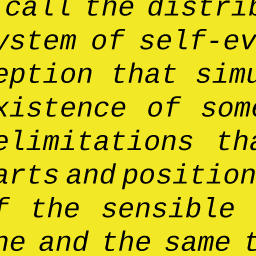 call the distrib
ystem of self-ev
eption that simu
xistence of some
elimitations tha
arts and position
f the sensible
ne and the same t